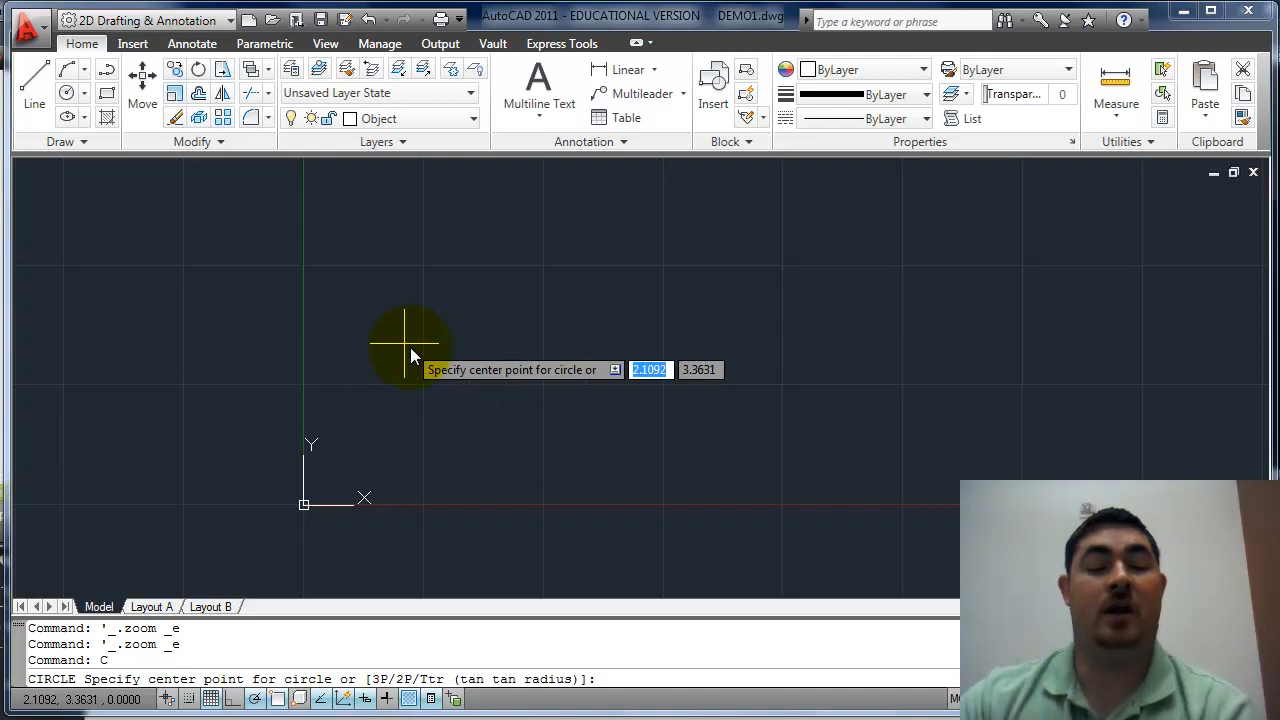 2D Drafting & Annotation
AutoCAD 2011 - EDUCATIONAL VERSION DEMO1.dwg
Type a keyword or phrase
Home Insert Annotate Parametric View Manage Output Vault Express Tools
Line
Move
Unsaved Layer State
Object
Multiline Text
Linear
Multileader
Table
Insert
ByLayer
ByLayer
ByLayer
ByLayer
Transpar... 0
List
Measure
Paste
Draw Modify Layers Annotation Block Properties Utilities Clipboard
Specify center point for circle or 2.1092 3.3631
Y
X
Model Layout A Layout B
Command: '_.zoom _e
Command: '_.zoom _e
Command: C
CIRCLE Specify center point for circle or [3P/2P/Ttr (tan tan radius)]:
2.1092, 3.3631 , 0.0000